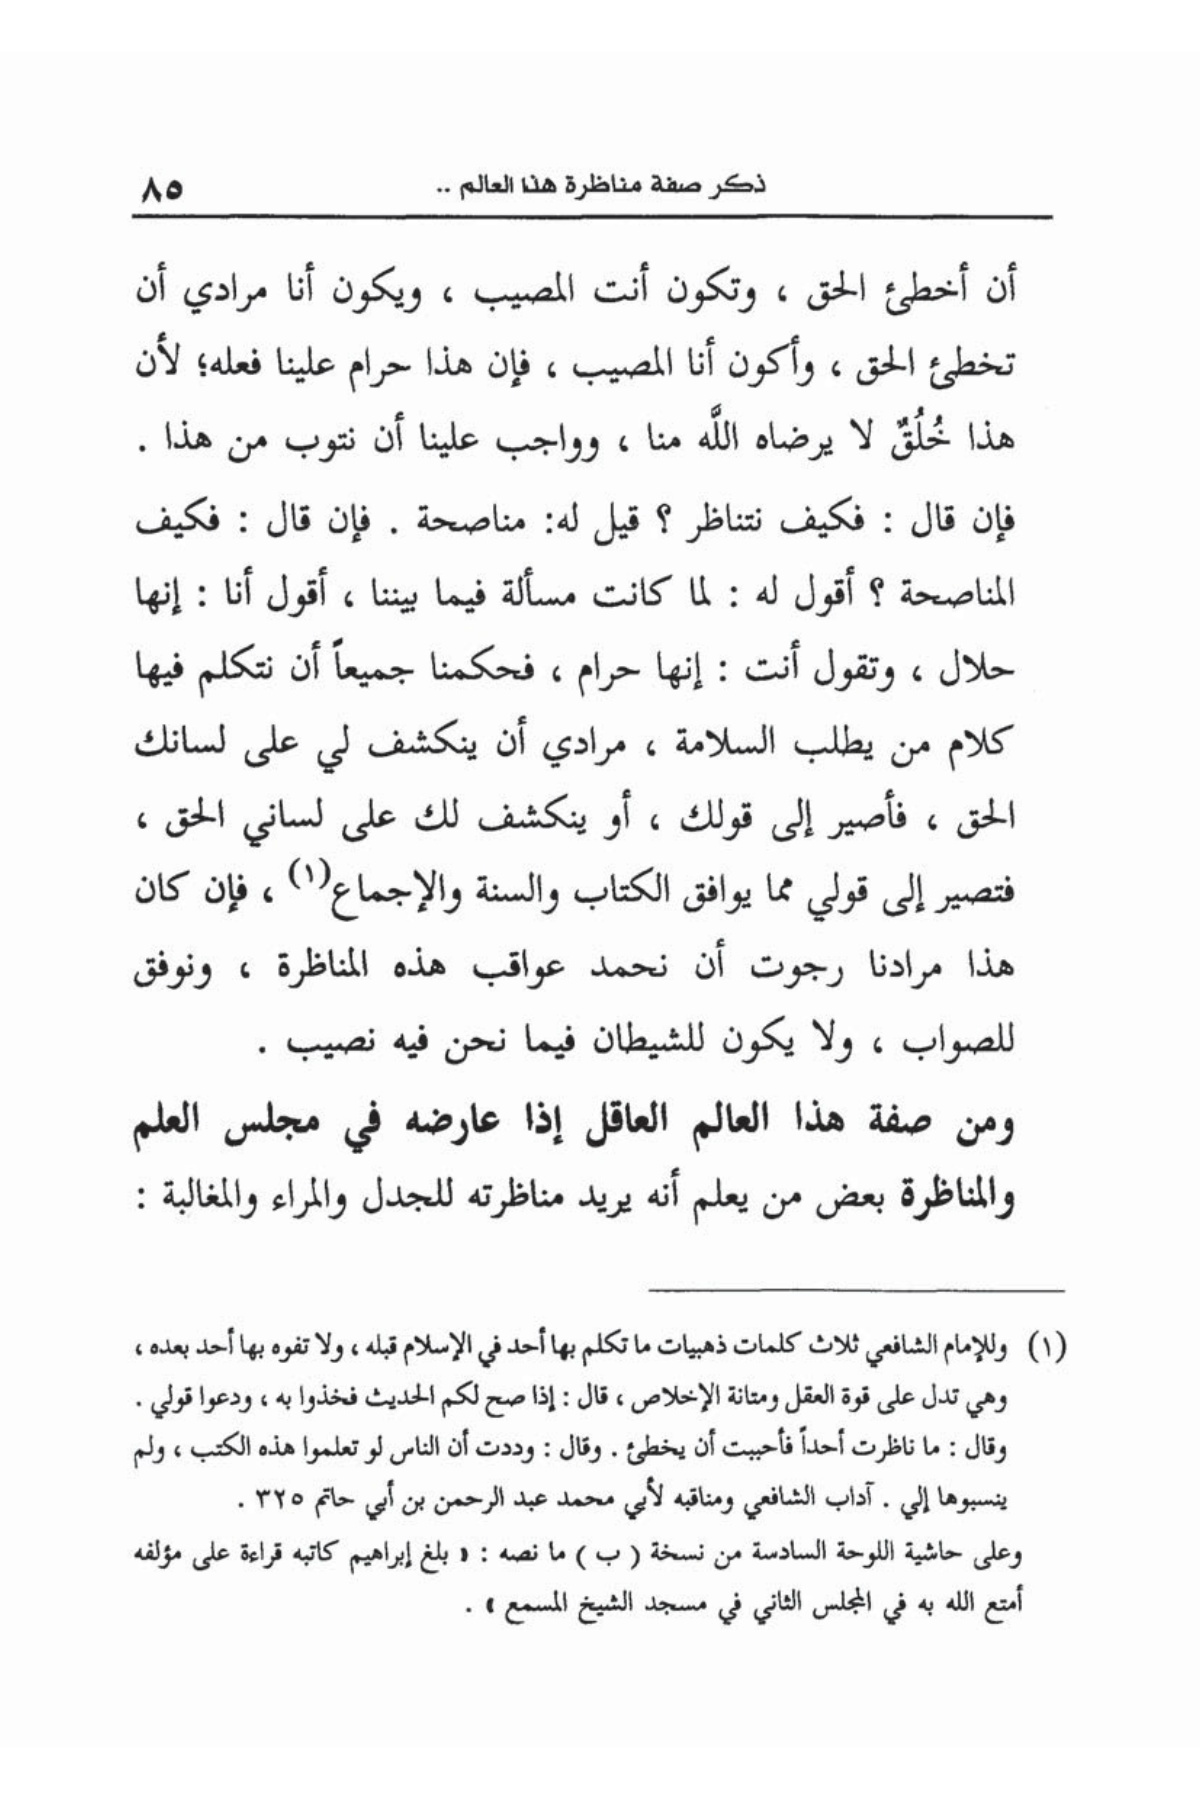 ذكر صفة مناظرة هذا العالم .. ٨٥
أن أخطئ الحق ، وتكون أنت المصيب ، ويكون أنا مرادي أن
تخطئ الحق ، وأكون أنا المصيب ، فإن هذا حرام علينا فعله؛ لأن
هذا خُلُقٌ لا يرضاه اللَّه منا ، وواجب علينا أن نتوب من هذا .
فإن قال : فكيف نتناظر ؟ قيل له: مناصحة . فإن قال : فكيف
المناصحة ؟ أقول له : لما كانت مسألة فيما بيننا ، أقول أنا : إنها
حلال ، وتقول أنت : إنها حرام ، فحكمنا جميعاً أن نتكلم فيها
كلام من يطلب السلامة ، مرادي أن ينكشف لي على لسانك
الحق ، فأصير إلى قولك ، أو ينكشف لك على لساني الحق ،
فتصير إلى قولي مما يوافق الكتاب والسنة والإجماع(١) ، فإن كان
هذا مرادنا رجوت أن نحمد عواقب هذه المناظرة ، ونوفق
للصواب ، ولا يكون للشيطان فيما نحن فيه نصيب .
ومن صفة هذا العالم العاقل إذا عارضه في مجلس العلم
والمناظرة بعض من يعلم أنه يريد مناظرته للجدل والمراء والمغالبة :
(١) وللإمام الشافعي ثلاث كلمات ذهبيات ما تكلم بها أحد في الإسلام قبله ، ولا تفوه بها أحد بعده ،
وهي تدل على قوة العقل ومتانة الإخلاص ، قال : إذا صح لكم الحديث فخذوا به ، ودعوا قولي .
وقال : ما ناظرت أحداً فأحببت أن يخطئ . وقال : وددت أن الناس لو تعلموا هذه الكتب ، ولم
ينسبوها إلي . آداب الشافعي ومناقبه لأبي محمد عبد الرحمن بن أبي حاتم ٣٢٥ .
وعلى حاشية اللوحة السادسة من نسخة ( ب ) ما نصه : « بلغ إبراهيم كاتبه قراءة على مؤلفه
أمتع الله به في المجلس الثاني في مسجد الشيخ المسمع » .